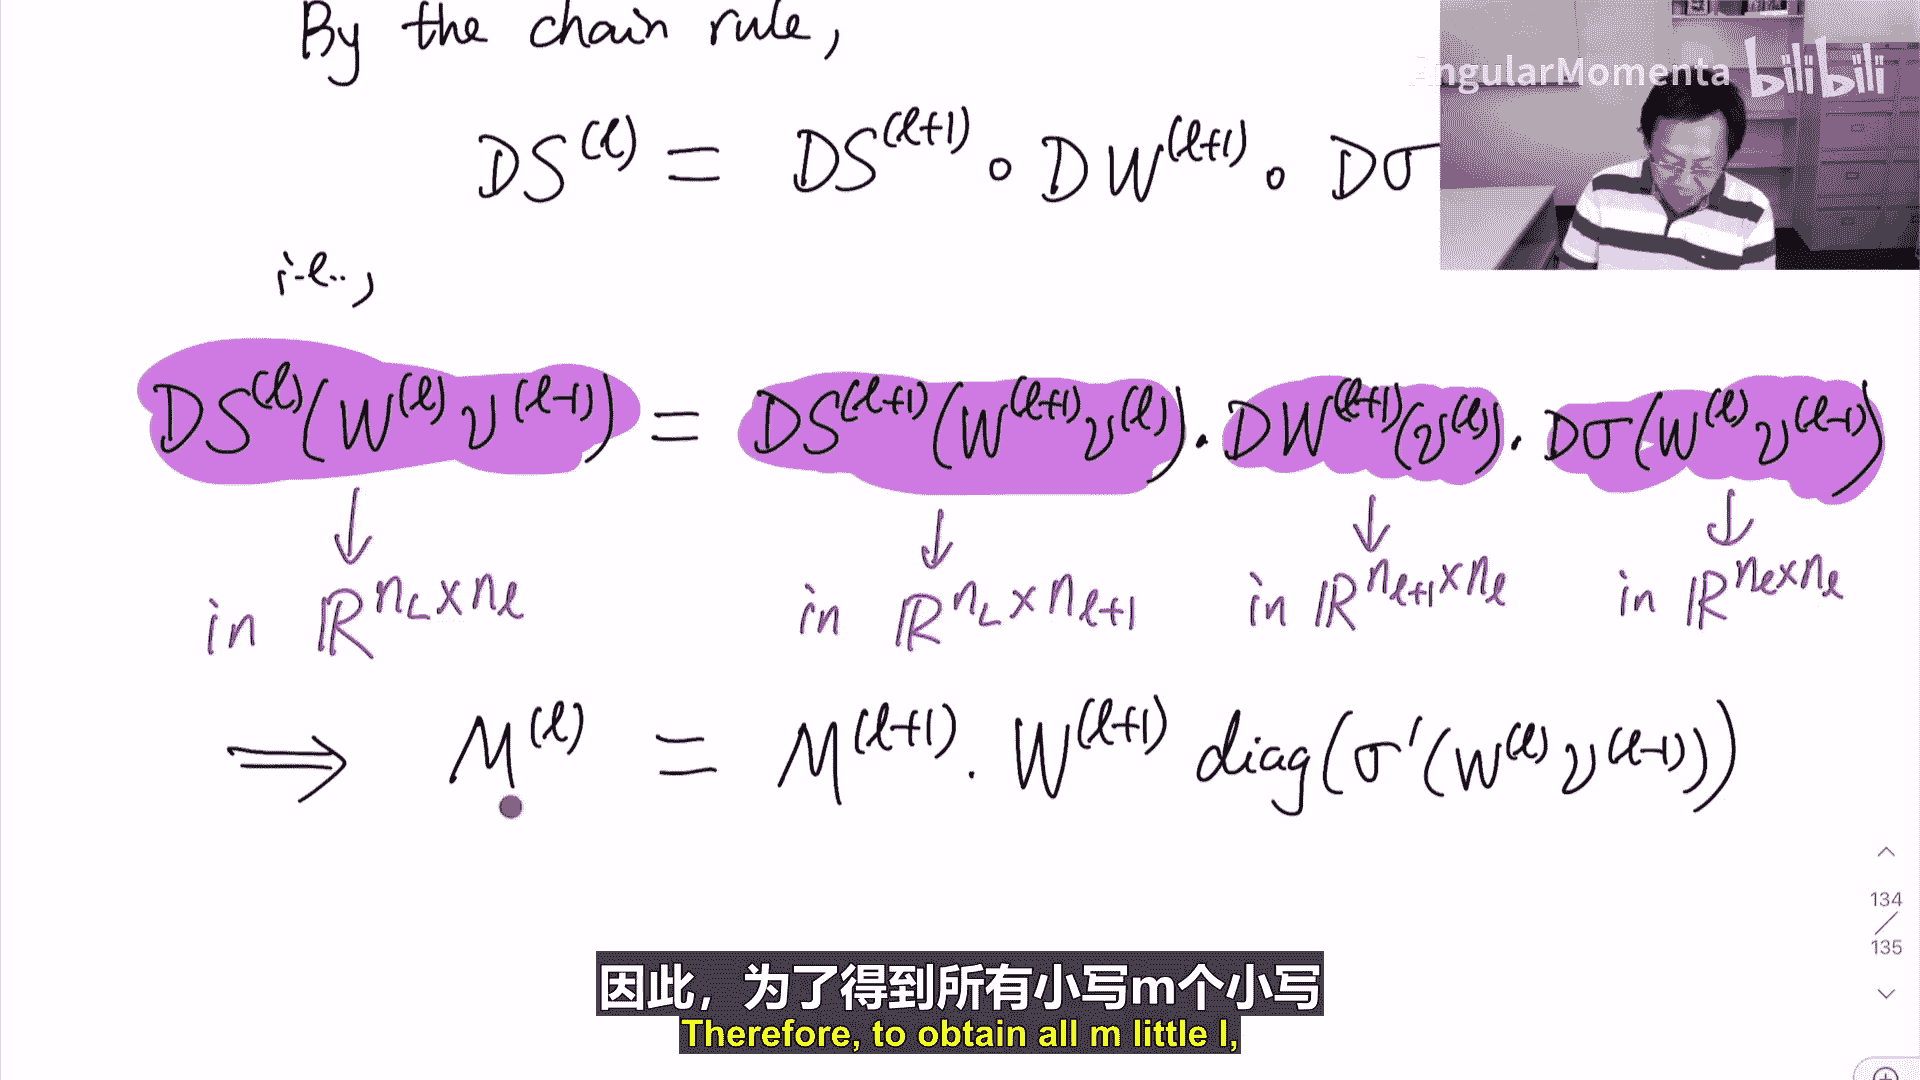 By the chain rule,
AngularMomenta bilibili
DS^(l) = DS^(l+1) ∘ DW^(l+1) ∘ Dσ
i.e.,
DS^(l)(W^(l) v^(l-1)) = DS^(l+1)(W^(l+1) v^(l)) · DW^(l+1)(v^(l)) · Dσ(W^(l) v^(l-1))
↓ ↓ ↓ ↓
in ℝ^(n_L × n_l) in ℝ^(n_L × n_(l+1)) in ℝ^(n_(l+1) × n_l) in ℝ^(n_l × n_l)
⟹ M^(l) = M^(l+1) · W^(l+1) diag(σ'(W^(l) v^(l-1)))
134
/
135
因此，为了得到所有小写m个小写
Therefore, to obtain all m little l,